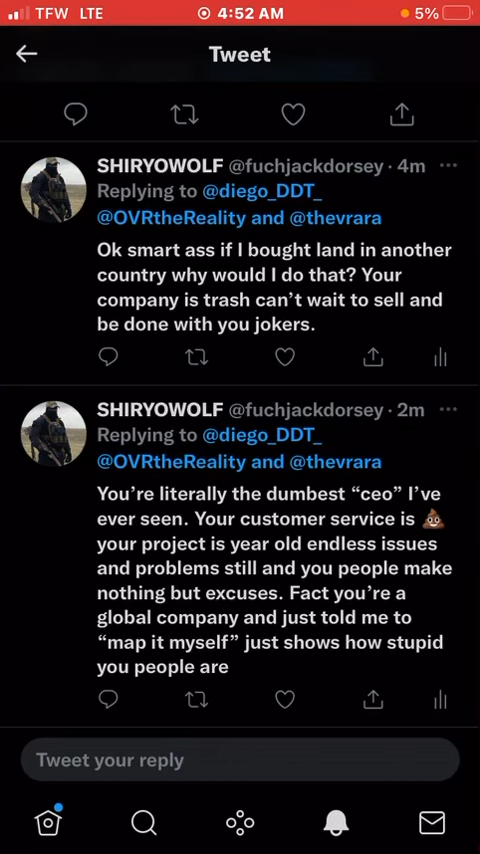 TFW LTE 4:52 AM 5%
Tweet
SHIRYOWOLF @fuchjackdorsey · 4m
Replying to @diego_DDT_
@OVRtheReality and @thevrara
Ok smart ass if I bought land in another
country why would I do that? Your
company is trash can’t wait to sell and
be done with you jokers.
SHIRYOWOLF @fuchjackdorsey · 2m
Replying to @diego_DDT_
@OVRtheReality and @thevrara
You’re literally the dumbest “ceo” I’ve
ever seen. Your customer service is 💩
your project is year old endless issues
and problems still and you people make
nothing but excuses. Fact you’re a
global company and just told me to
“map it myself” just shows how stupid
you people are
Tweet your reply